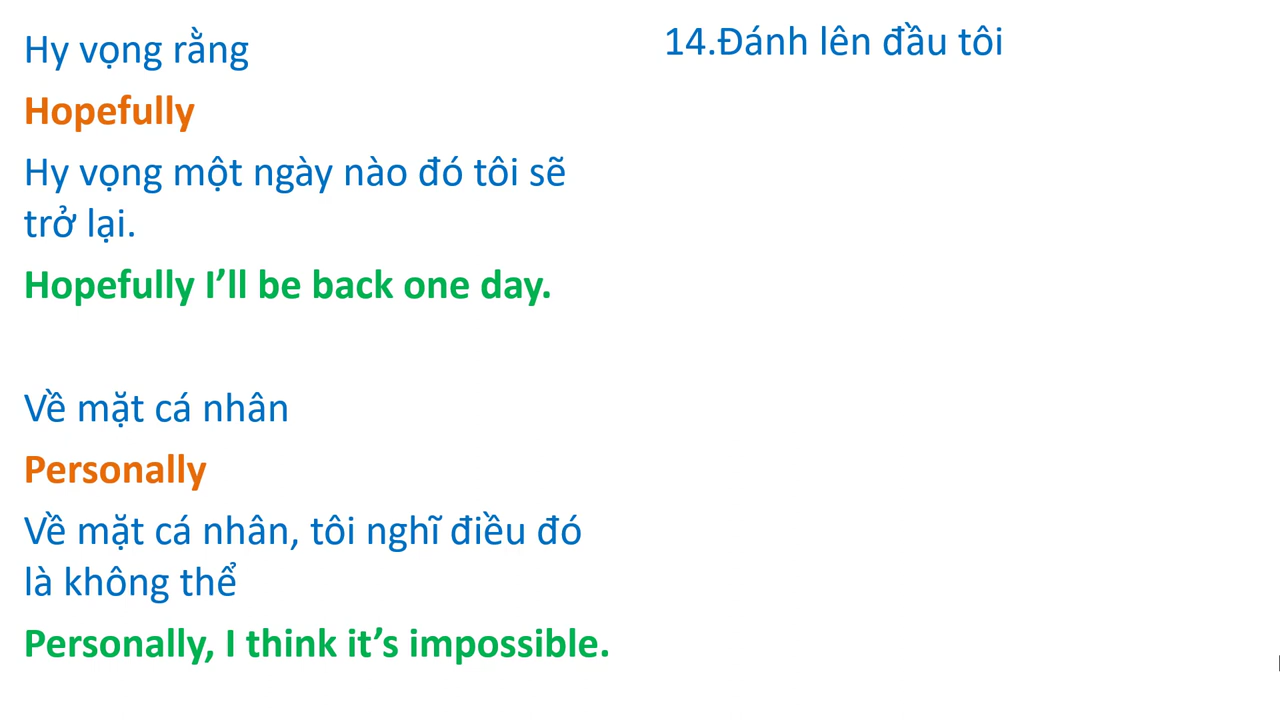 Hy vọng rằng
Hopefully
Hy vọng một ngày nào đó tôi sẽ
trở lại.
Hopefully I’ll be back one day.
Về mặt cá nhân
Personally
Về mặt cá nhân, tôi nghĩ điều đó
là không thể
Personally, I think it’s impossible.
14.Đánh lên đầu tôi